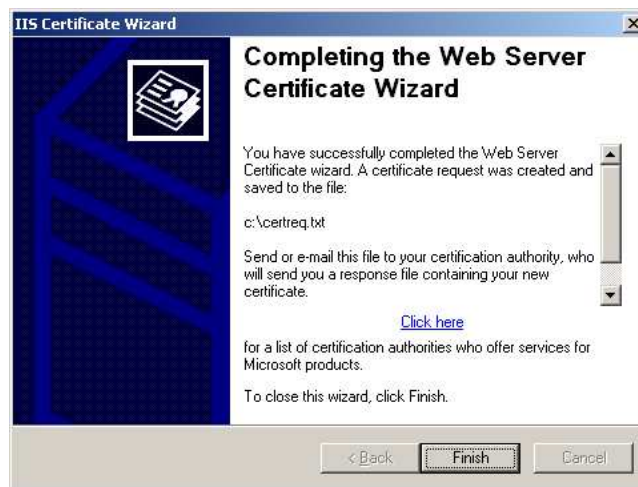 IIS Certificate Wizard
Completing the Web Server
Certificate Wizard
You have successfully completed the Web Server
Certificate wizard. A certificate request was created and
saved to the file:
c:\certreq.txt
Send or e-mail this file to your certification authority, who
will send you a response file containing your new
certificate.
Click here
for a list of certification authorities who offer services for
Microsoft products.
To close this wizard, click Finish.
< Back Finish Cancel